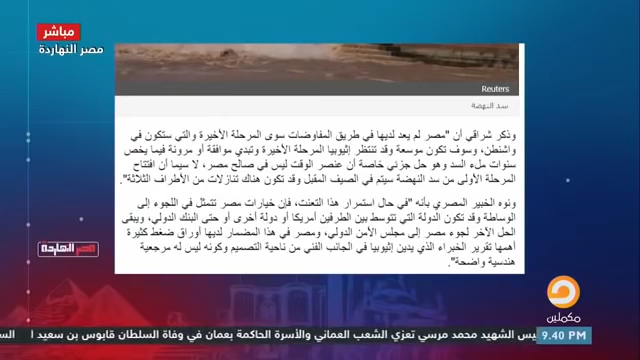 مباشر
مصر النهاردة
Reuters
سد النهضة
وذكر شراقي أن "مصر لم يعد لديها في طريق المفاوضات سوى المرحلة الأخيرة والتي ستكون في
واشنطن، وسوف تكون موسعة وقد تنتظر إثيوبيا المرحلة الأخيرة وتبدي موافقة أو مرونة فيما يخص
سنوات ملء السد وهو حل جزئي خاصة أن عنصر الوقت ليس في صالح مصر، لا سيما أن افتتاح
المرحلة الأولى من سد النهضة سيتم في الصيف المقبل وقد تكون هناك تنازلات من الأطراف الثلاثة".
ونوه الخبير المصري بأنه "في حال استمرار هذا التعنت، فإن خيارات مصر تتمثل في اللجوء إلى
الوساطة وقد تكون الدولة التي تتوسط بين الطرفين أمريكا أو دولة أخرى أو حتى البنك الدولي، ويبقى
الحل الآخر لجوء مصر إلى مجلس الأمن الدولي، ومصر في هذا المضمار لديها أوراق ضغط كثيرة
أهمها تقرير الخبراء الذي يدين إثيوبيا في الجانب الفني من ناحية التصميم وكونه ليس له مرجعية
هندسية واضحة".
مصر النهاردة
مكملين
يس الشهيد محمد مرسي تعزي الشعب العماني والأسرة الحاكمة بعمان في وفاة السلطان قابوس بن سعيد السلا
9.40 PM